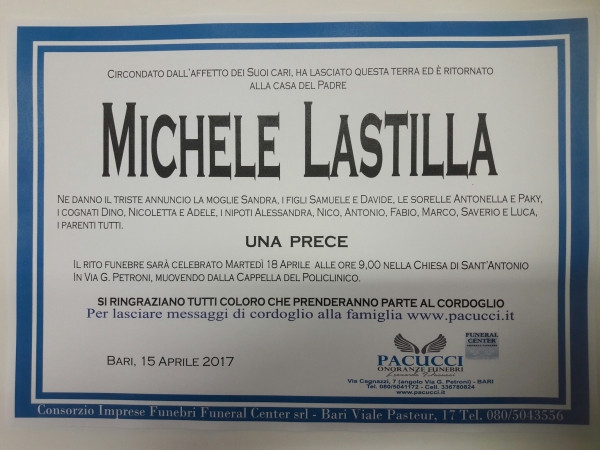 Circondato dall'affetto dei Suoi cari, ha lasciato questa terra ed è ritornato
alla casa del Padre
Michele Lastilla
Ne danno il triste annuncio la moglie Sandra, i figli Samuele e Davide, le sorelle Antonella e Paky,
i cognati Dino, Nicoletta e Adele, i nipoti Alessandra, Nico, Antonio, Fabio, Marco, Saverio e Luca,
i parenti tutti.
UNA PRECE
Il rito funebre sarà celebrato Martedì 18 Aprile alle ore 9,00 nella Chiesa di Sant'Antonio
in Via G. Petroni, muovendo dalla Cappella del Policlinico.
SI RINGRAZIANO TUTTI COLORO CHE PRENDERANNO PARTE AL CORDOGLIO
Per lasciare messaggi di cordoglio alla famiglia www.pacucci.it
Bari, 15 Aprile 2017
FUNERAL
CENTER
PACUCCI
ONORANZE FUNEBRI
Via Cagnazzi, 7 (angolo Via G. Petroni) - BARI
Tel. 080/5041172 - Cell. 336780834
www.pacucci.it
Consorzio Imprese Funebri Funeral Center srl - Bari Viale Pasteur, 17 Tel. 080/5043556